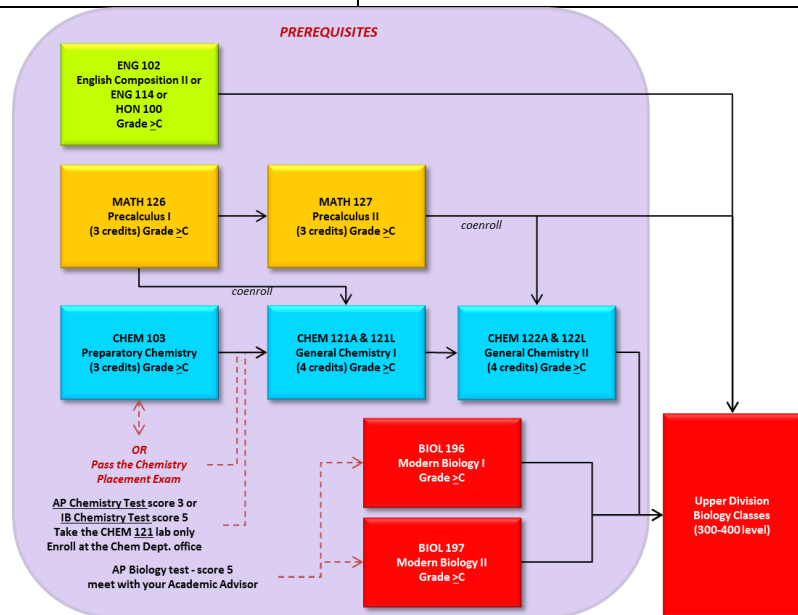 PREREQUISITES
ENG 102
English Composition II or
ENG 114 or
HON 100
Grade >C
MATH 126
Precalculus I
(3 credits) Grade >C
MATH 127
Precalculus II
(3 credits) Grade >C
coenroll
coenroll
CHEM 103
Preparatory Chemistry
(3 credits) Grade >C
CHEM 121A & 121L
General Chemistry I
(4 credits) Grade >C
CHEM 122A & 122L
General Chemistry II
(4 credits) Grade >C
OR
Pass the Chemistry
Placement Exam
AP Chemistry Test score 3 or
IB Chemistry Test score 5
Take the CHEM 121 lab only
Enroll at the Chem Dept. office
AP Biology test - score 5
meet with your Academic Advisor
BIOL 196
Modern Biology I
Grade >C
BIOL 197
Modern Biology II
Grade >C
Upper Division
Biology Classes
(300-400 level)